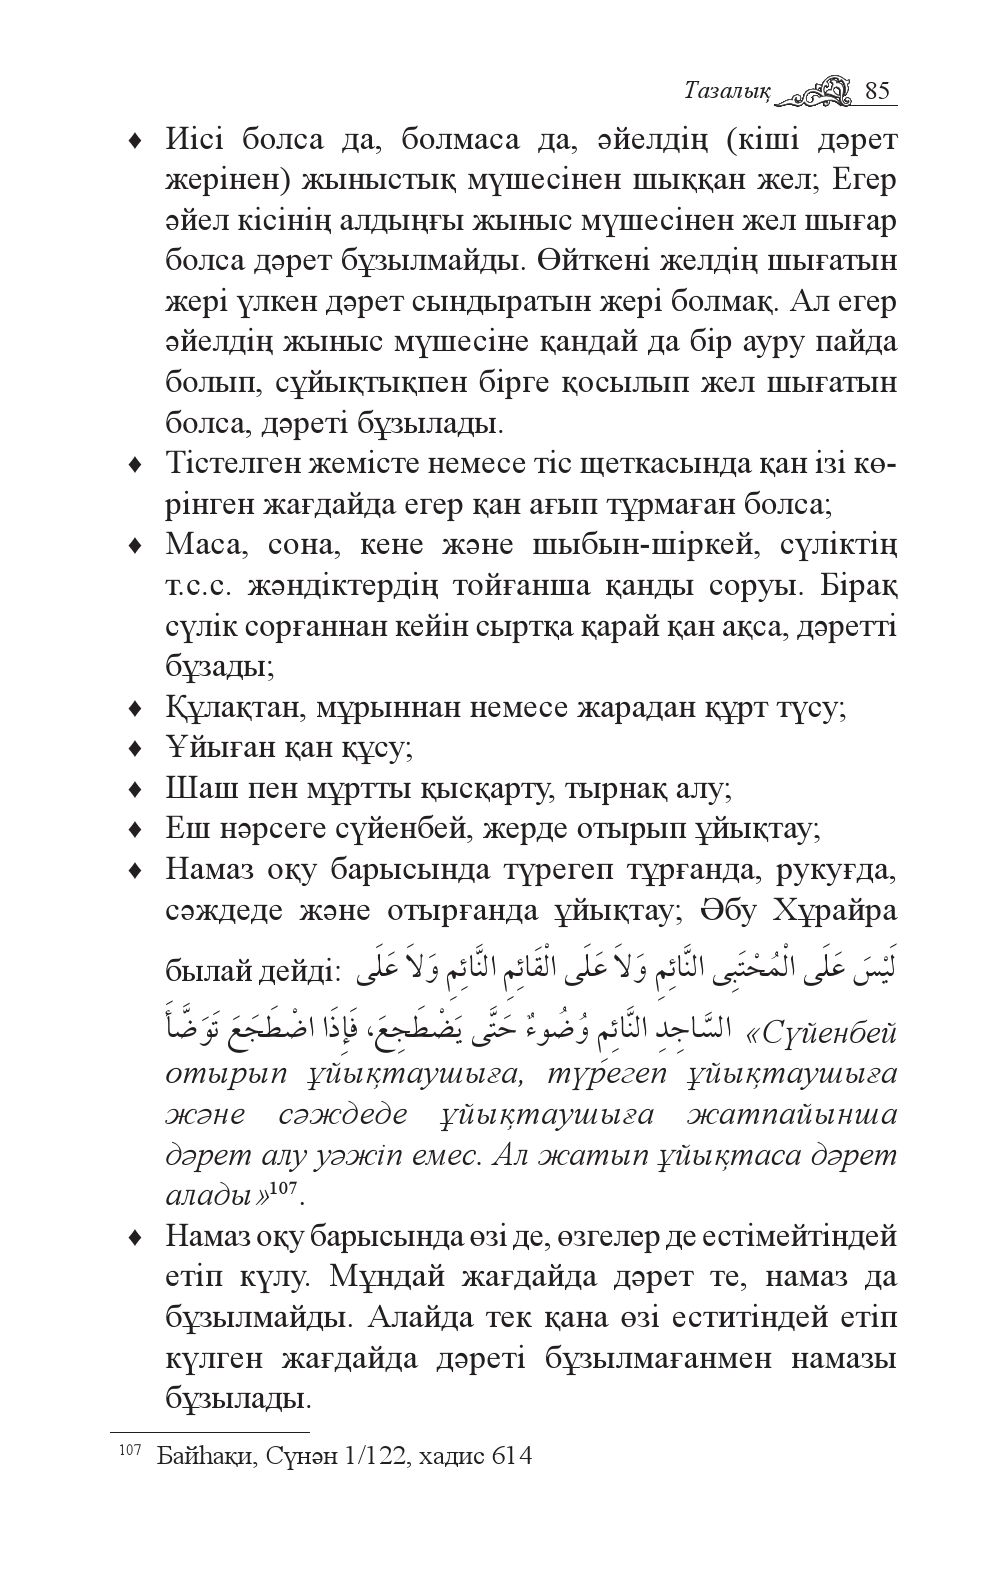 Тазалық 85
♦ Иісі болса да, болмаса да, әйелдің (кіші дәрет
жерінен) жыныстық мүшесінен шыққан жел; Егер
әйел кісінің алдыңғы жыныс мүшесінен жел шығар
болса дәрет бұзылмайды. Өйткені желдің шығатын
жері үлкен дәрет сындыратын жері болмақ. Ал егер
әйелдің жыныс мүшесіне қандай да бір ауру пайда
болып, сұйықтықпен бірге қосылып жел шығатын
болса, дәреті бұзылады.
♦ Тістелген жемісте немесе тіс щеткасында қан ізі кө-
рінген жағдайда егер қан ағып тұрмаған болса;
♦ Маса, сона, кене және шыбын-шіркей, сүліктің
т.с.с. жәндіктердің тойғанша қанды соруы. Бірақ
сүлік сорғаннан кейін сыртқа қарай қан ақса, дәретті
бұзады;
♦ Құлақтан, мұрыннан немесе жарадан құрт түсу;
♦ Ұйыған қан құсу;
♦ Шаш пен мұртты қысқарту, тырнақ алу;
♦ Еш нәрсеге сүйенбей, жерде отырып ұйықтау;
♦ Намаз оқу барысында түрегеп тұрғанда, рукуғда,
сәждеде және отырғанда ұйықтау; Әбу Хұрайра
былай дейді: لَيْسَ عَلَى الْمُحْتَبِى النَّائِمِ وَلاَ عَلَى الْقَائِمِ النَّائِمِ وَلاَ عَلَى
السَّاجِدِ النَّائِمِ وُضُوءٌ حَتَّى يَضْطَجِعَ، فَإِذَا اضْطَجَعَ تَوَضَّأَ «Сүйенбей
отырып ұйықтаушыға, түрегеп ұйықтаушыға
және сәждеде ұйықтаушыға жатпайынша
дәрет алу уәжіп емес. Ал жатып ұйықтаса дәрет
алады»107.
♦ Намаз оқу барысында өзі де, өзгелер де естімейтіндей
етіп күлу. Мұндай жағдайда дәрет те, намаз да
бұзылмайды. Алайда тек қана өзі еститіндей етіп
күлген жағдайда дәреті бұзылмағанмен намазы
бұзылады.
107 Байһақи, Сүнән 1/122, хадис 614